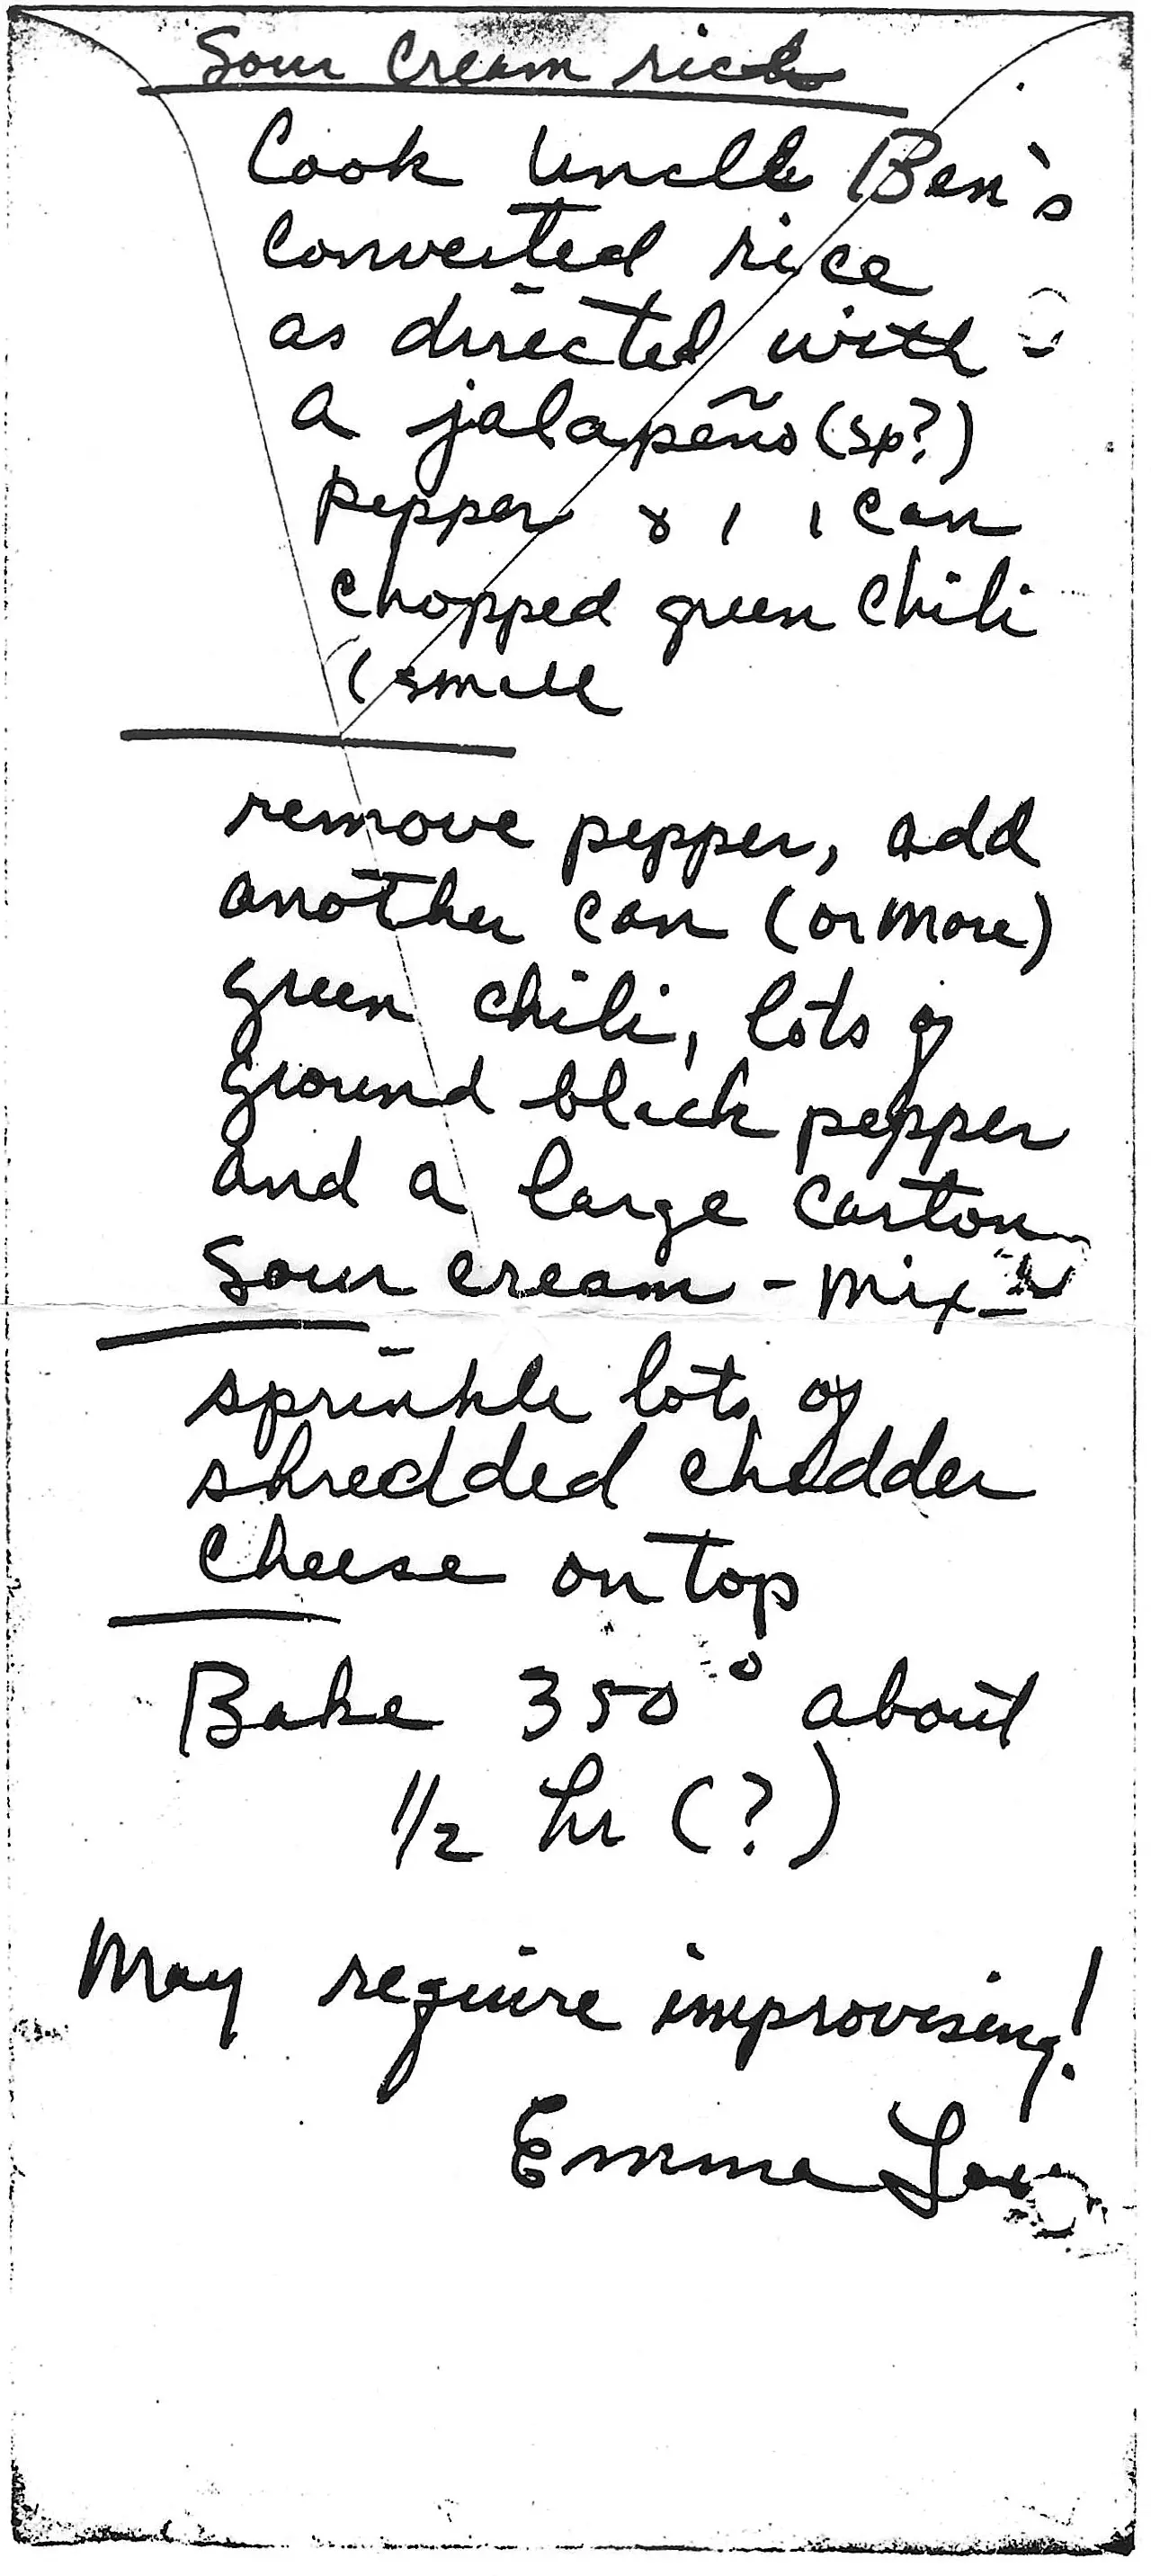 Sour Cream rice
Cook Uncle Ben's
Converted rice
as directed with
a jalapeño (sp?)
pepper & 1 1 can
chopped green chili
(small
remove pepper, add
another can (or more)
green chili, lots of
ground black pepper
and a large carton
Sour cream - mix -
sprinkle lots of
shredded chedder
cheese on top
Bake 350° about
1/2 hr (?)
May require improvising!
Emma Lou